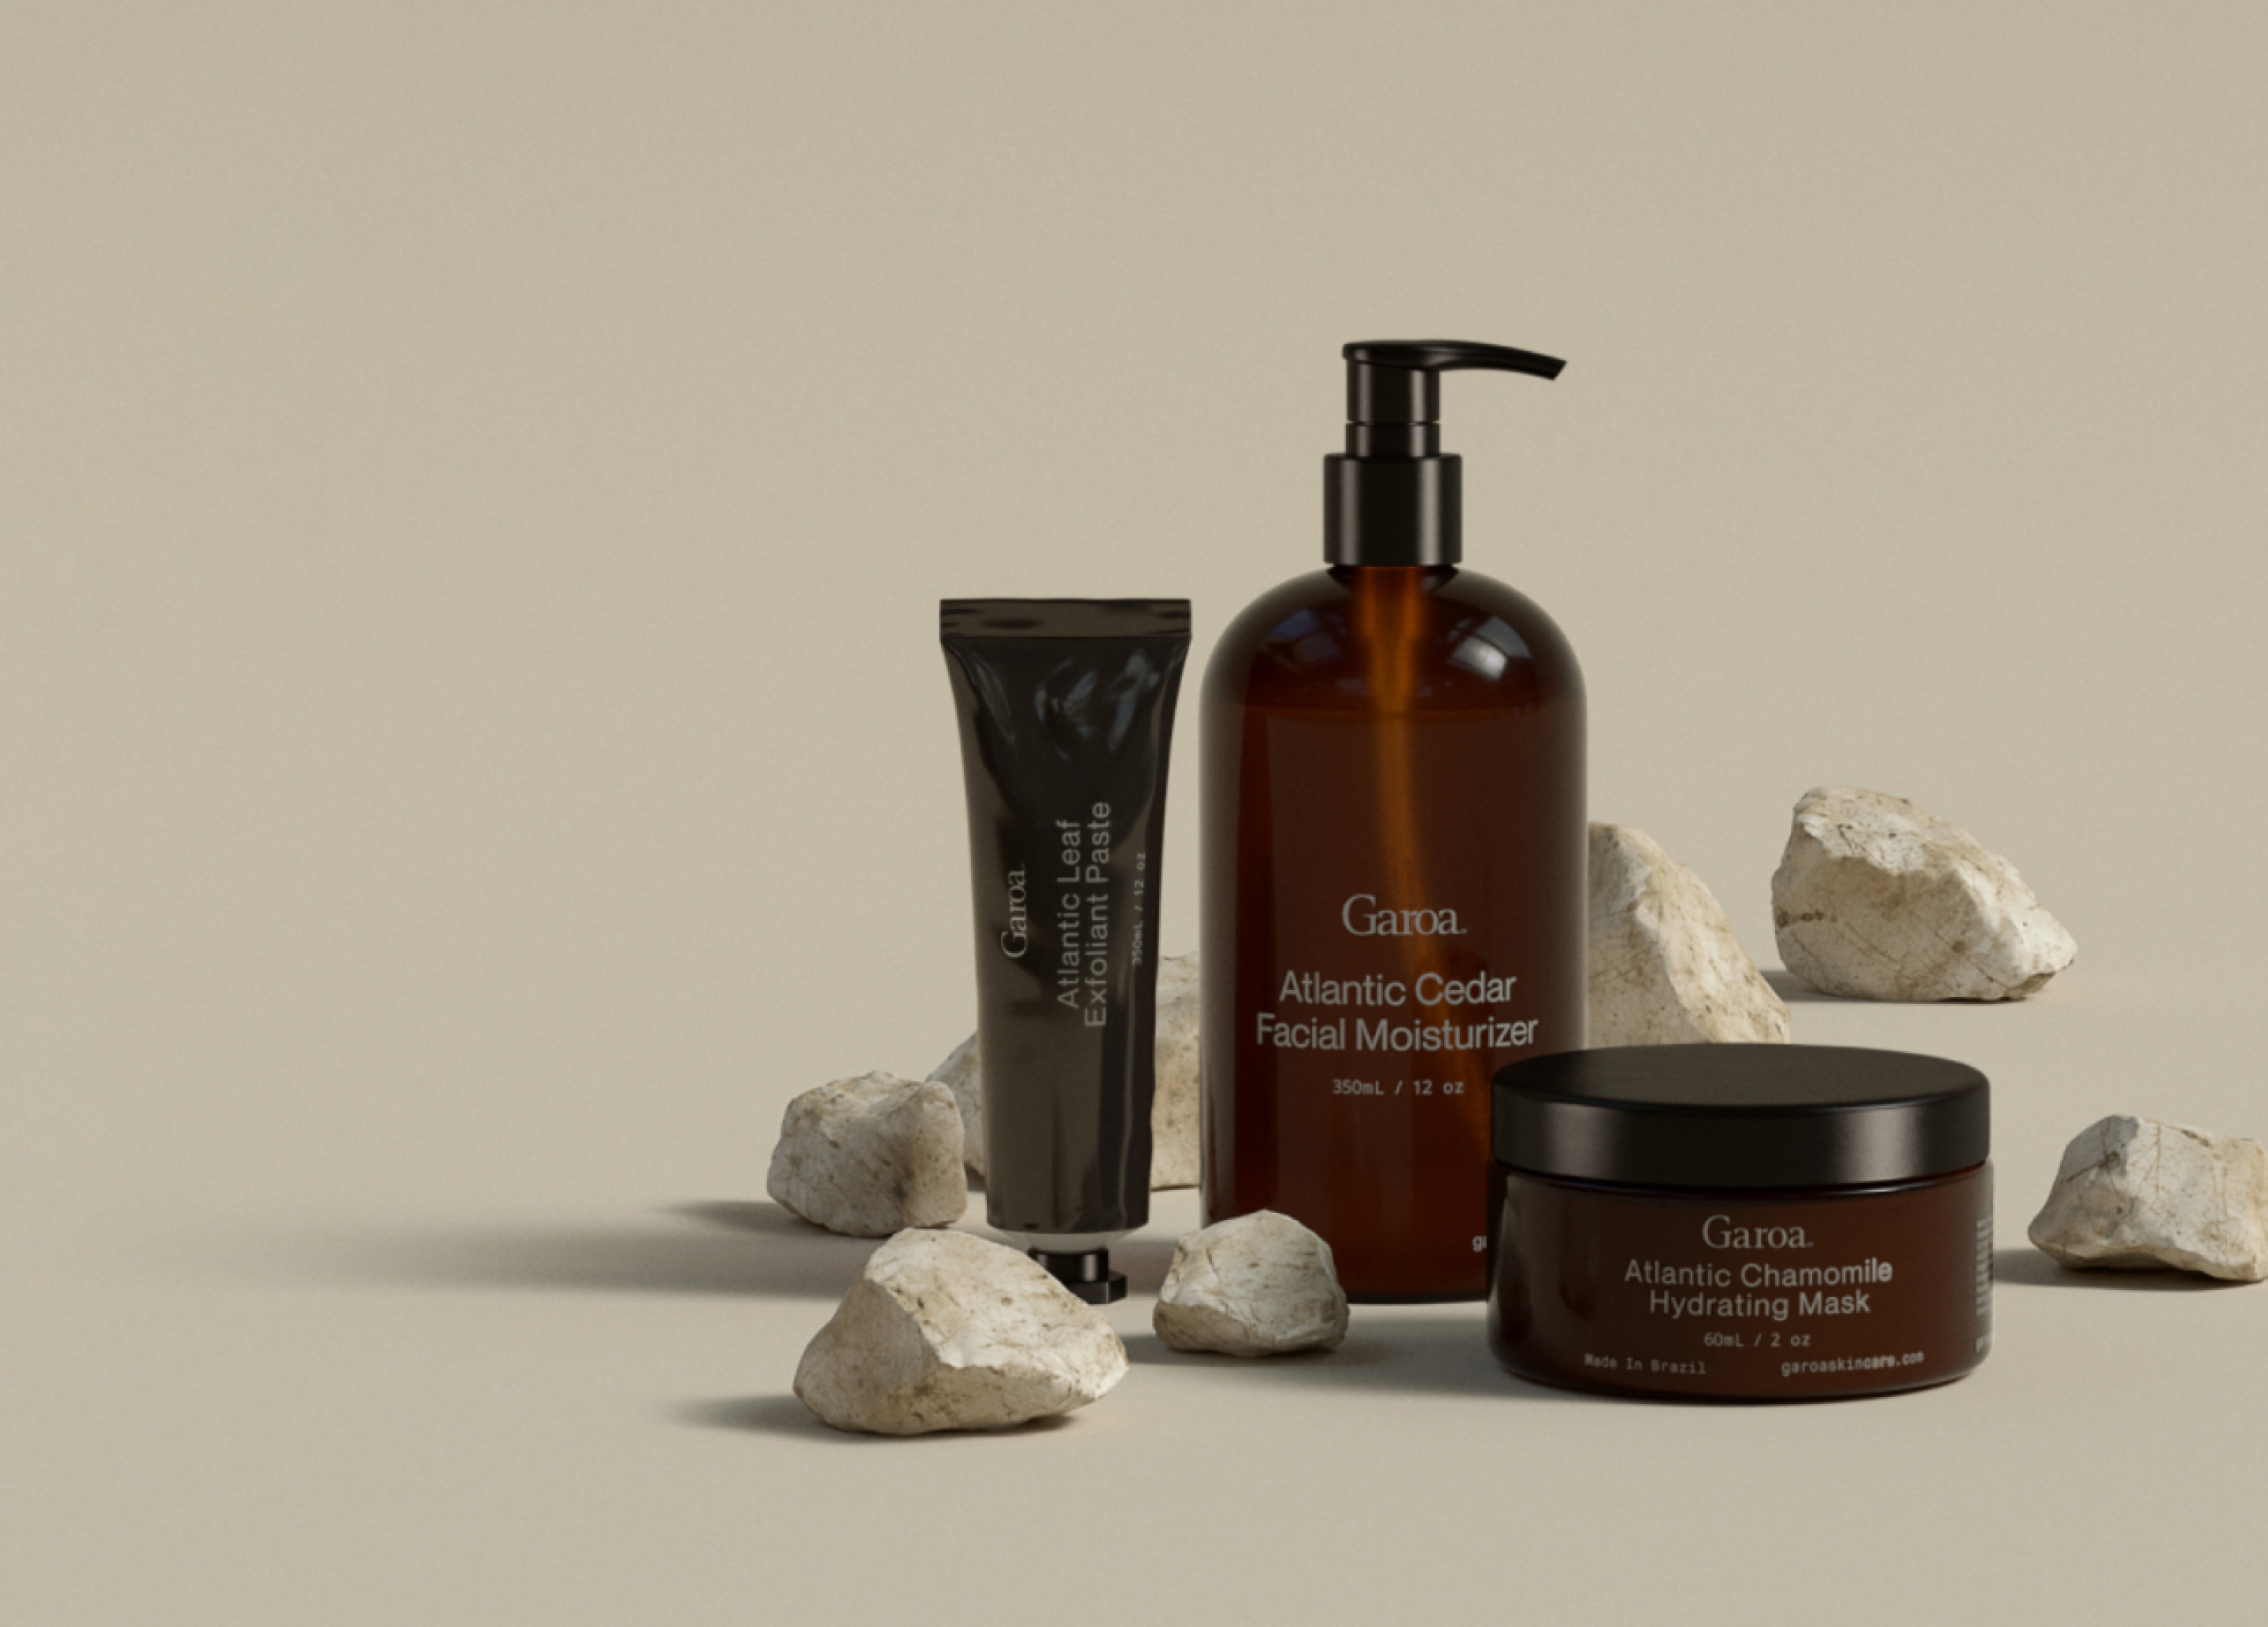 Garoa.
Atlantic Leaf
Exfoliant Paste
350mL / 12 oz
Garoa.
Atlantic Cedar
Facial Moisturizer
350mL / 12 oz
Garoa.
Atlantic Chamomile
Hydrating Mask
60mL / 2 oz
Made In Brazil
garoaskincare.com